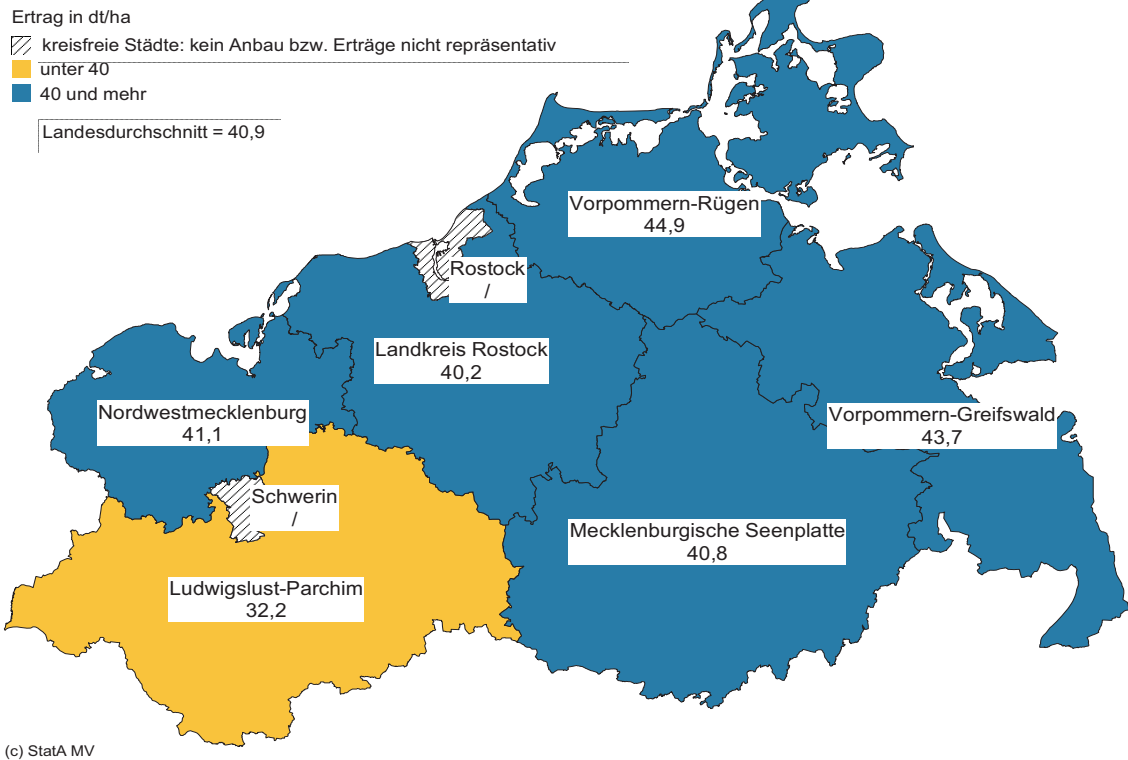 Ertrag in dt/ha
kreisfreie Städte: kein Anbau bzw. Erträge nicht repräsentativ
unter 40
40 und mehr
Landesdurchschnitt = 40,9
Vorpommern-Rügen
44,9
Rostock
/
Landkreis Rostock
40,2
Nordwestmecklenburg
41,1
Vorpommern-Greifswald
43,7
Schwerin
/
Mecklenburgische Seenplatte
40,8
Ludwigslust-Parchim
32,2
(c) StatA MV